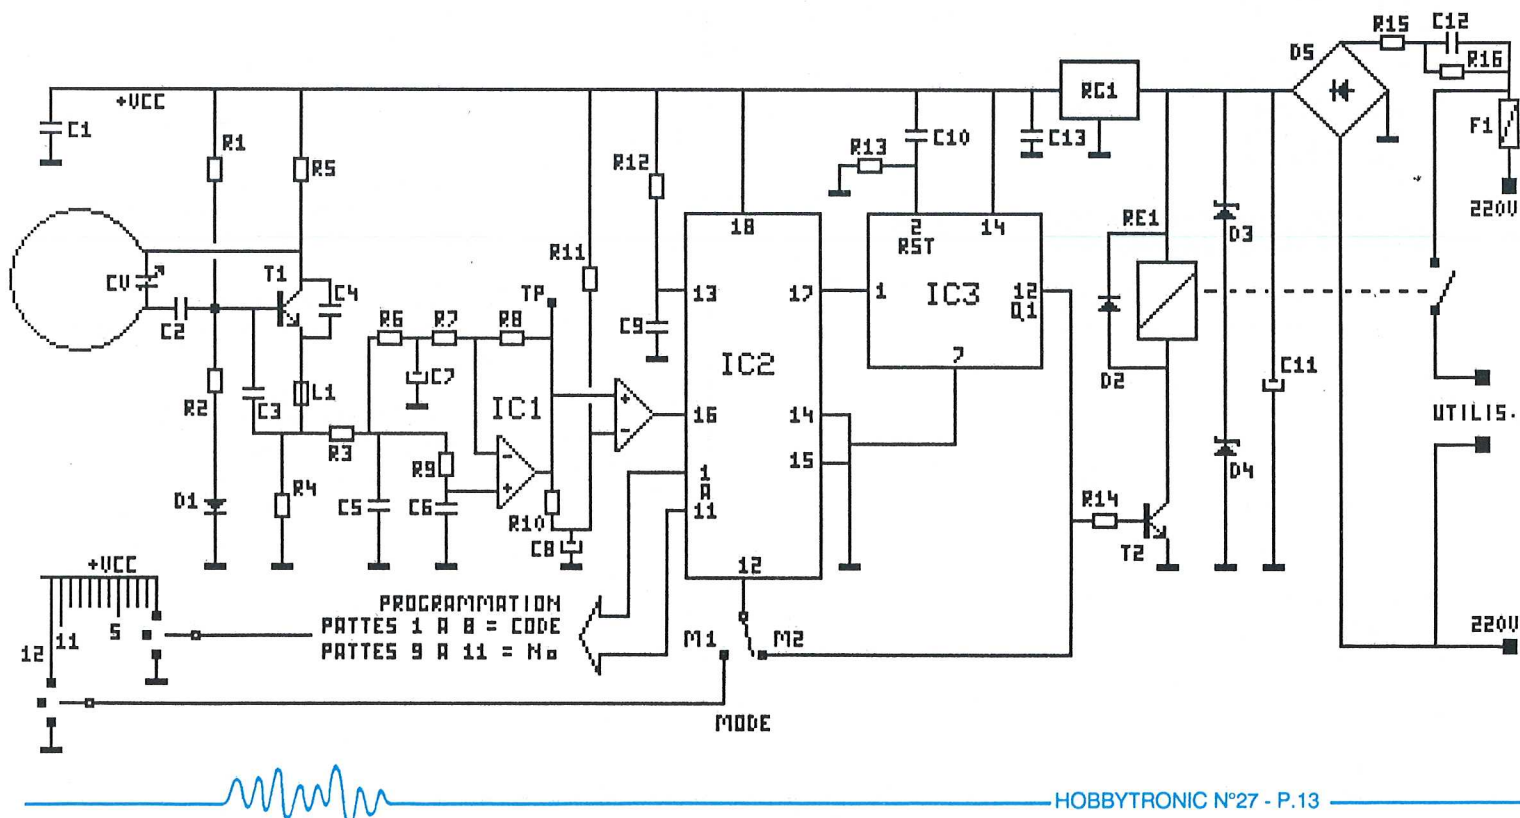 R15
C12
D5
R16
+VCC
RG1
C1
R1
R5
R12
R13
C10
C13
F1
220V
18
2
RST
14
RE1
D3
R11
CV
T1
C4
TP
13
17
1
IC3
12
Q1
C2
R6
R7
R8
C9
7
C7
IC2
D2
C11
R2
C3
L1
IC1
+
-
16
14
UTILIS.
R3
R9
-
+
1
A
11
15
D4
D1
R4
C5
C6
R10
R14
C8
T2
12
+VCC
PROGRAMMATION
PATTES 1 A 8 = CODE
PATTES 9 A 11 = No
11
5
12
M1
M2
220V
MODE
HOBBYTRONIC N°27 - P.13